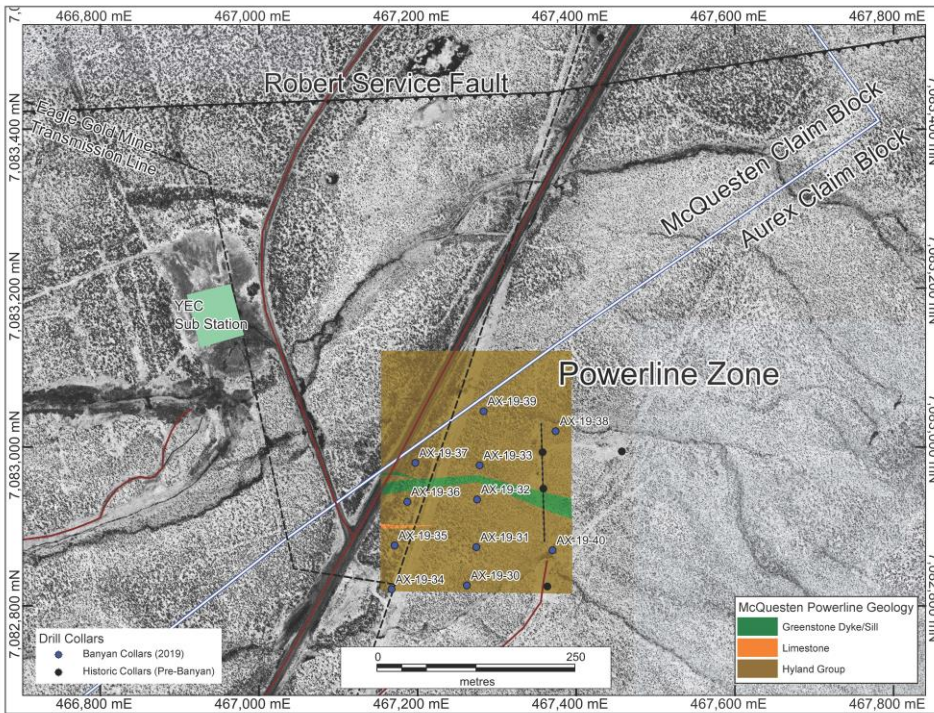 466,800 mE
467,000 mE
467,200 mE
467,400 mE
467,600 mE
467,800 mE
Robert Service Fault
Eagle Gold Mine
Transmission Line
7,083,400 mN
McQuesten Claim Block
Aurex Claim Block
7,083,200 mN
YEC
Sub Station
Powerline Zone
AX-19-39
AX-19-38
7,083,000 mN
AX-19-37
AX-19-33
AX-19-36
AX-19-32
AX-19-35
AX-19-31
AX-19-40
AX-19-34
AX-19-30
7,082,800 mN
Drill Collars
Banyan Collars (2019)
Historic Collars (Pre-Banyan)
0
250
metres
McQuesten Powerline Geology
Greenstone Dyke/Sill
Limestone
Hyland Group
466,800 mE
467,000 mE
467,200 mE
467,400 mE
467,600 mE
467,800 mE